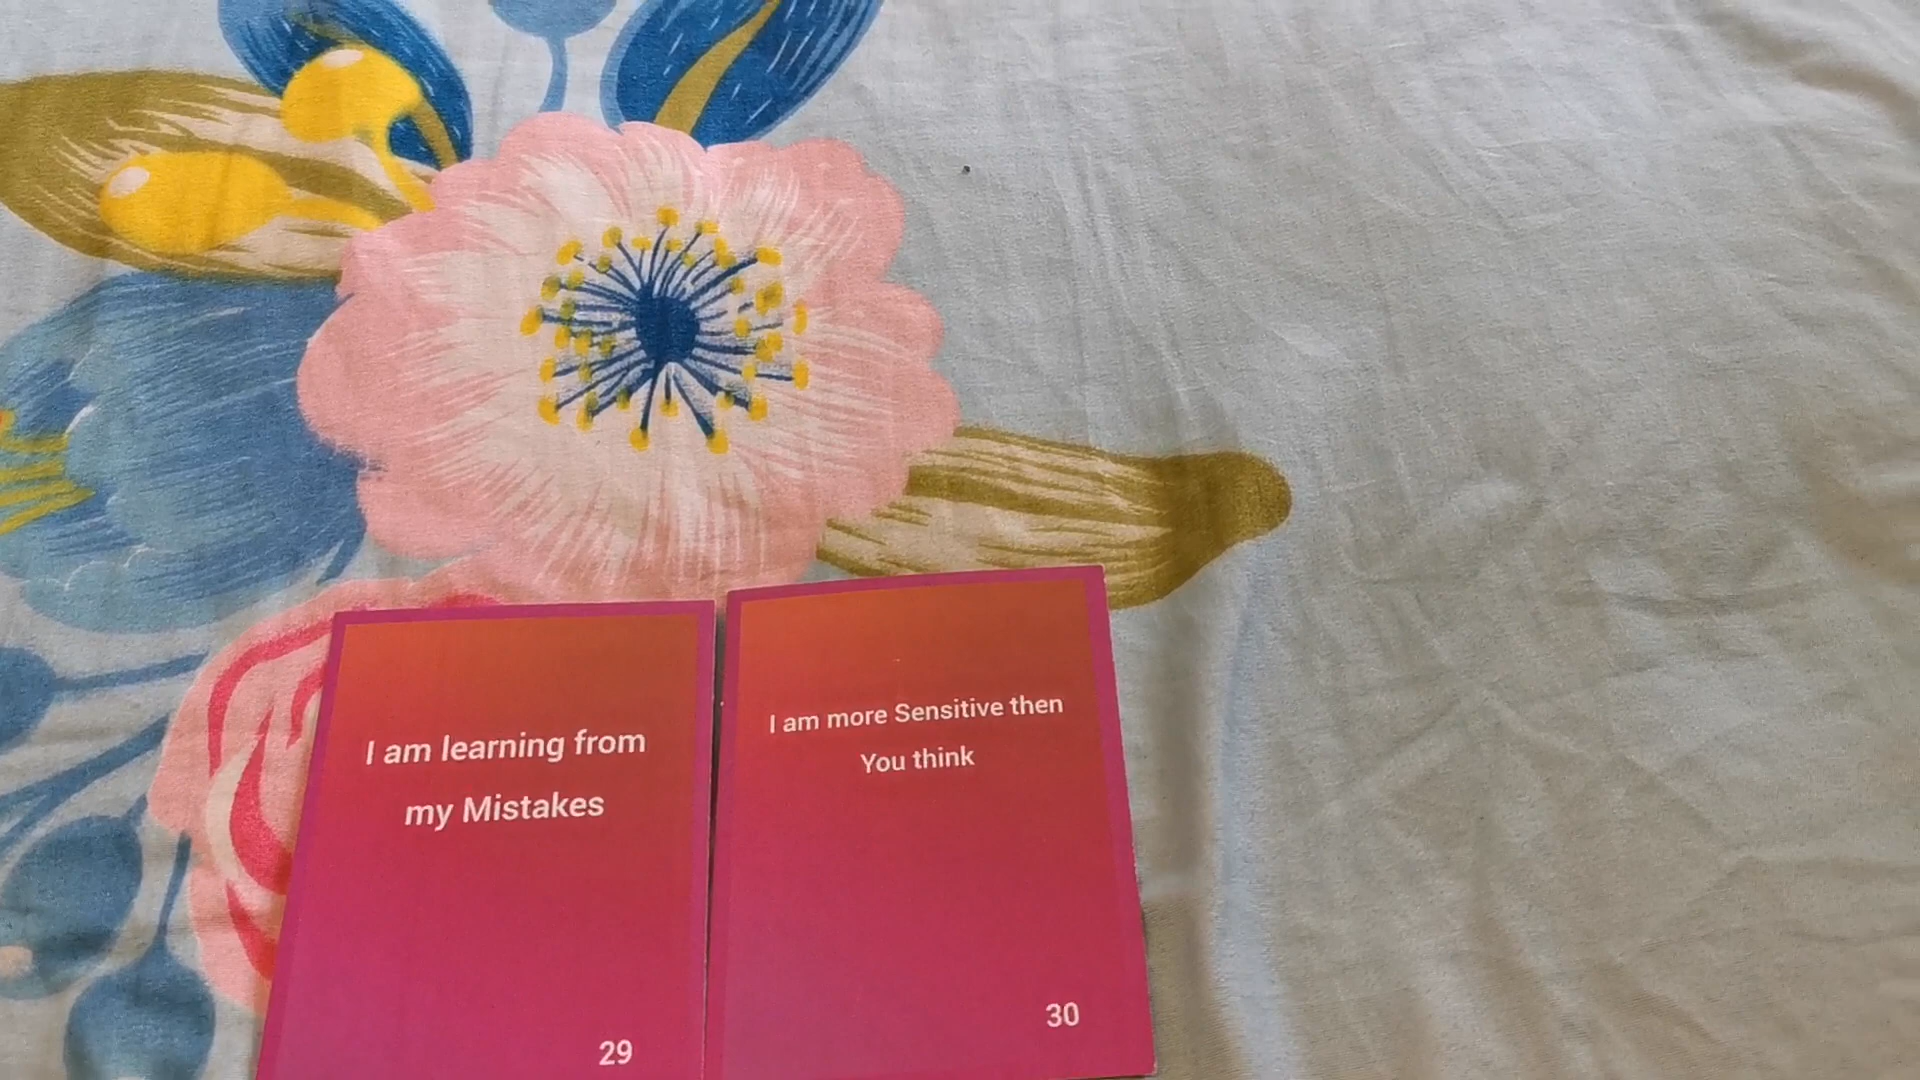 I am learning from
my Mistakes
29
I am more Sensitive then
You think
30